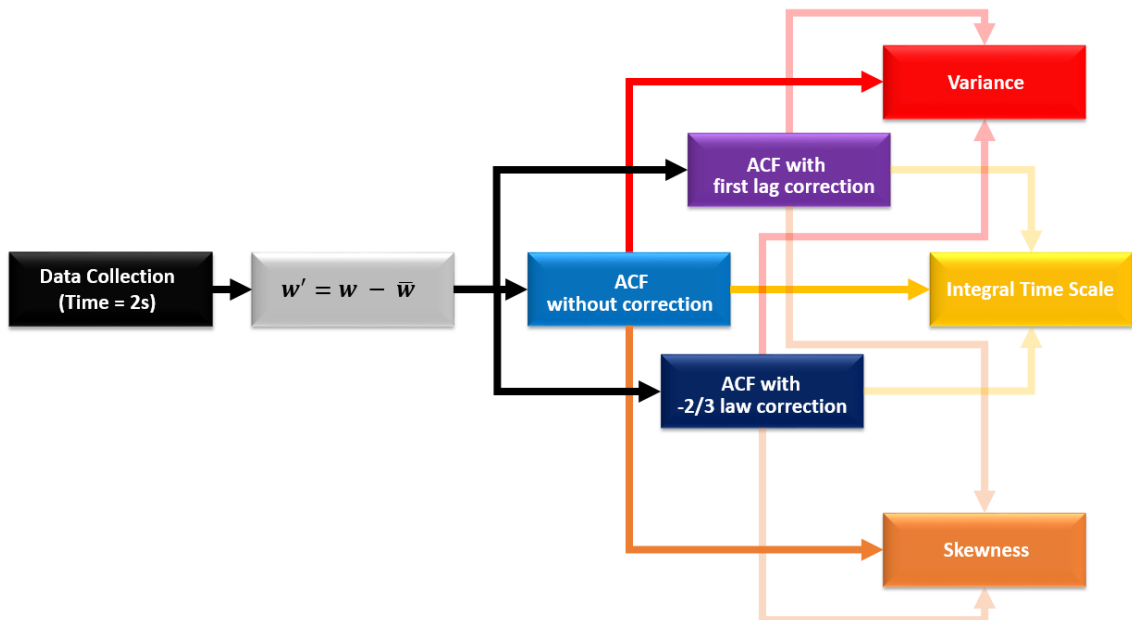 Variance
ACF with
first lag correction
Data Collection
(Time = 2s)
w′ = w − w̅
ACF
without correction
Integral Time Scale
ACF with
-2/3 law correction
Skewness